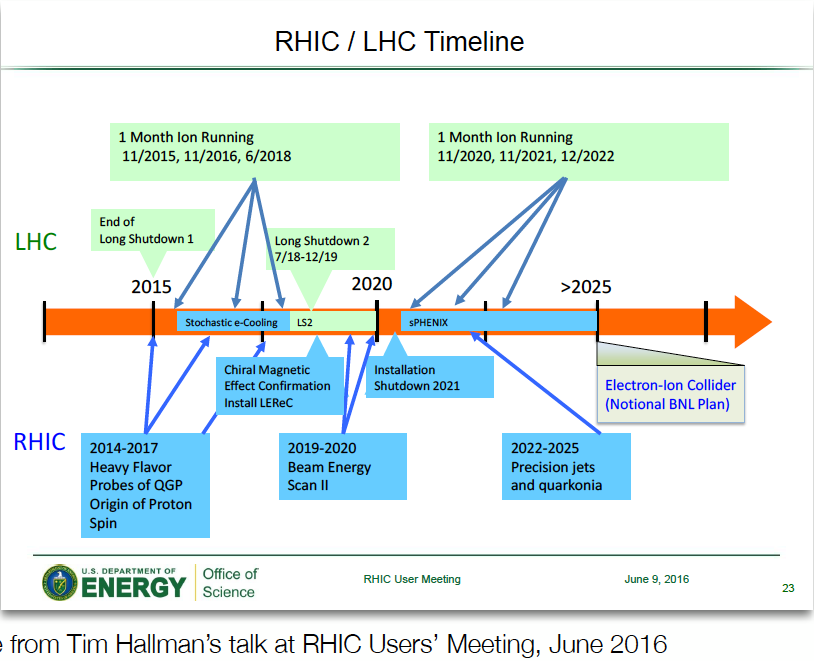 RHIC / LHC Timeline
1 Month Ion Running
11/2015, 11/2016, 6/2018
1 Month Ion Running
11/2020, 11/2021, 12/2022
End of
Long Shutdown 1
LHC
Long Shutdown 2
7/18-12/19
2015
2020
>2025
Stochastic e-Cooling
LS2
sPHENIX
Chiral Magnetic
Effect Confirmation
Install LEReC
Installation
Shutdown 2021
Electron-Ion Collider
(Notional BNL Plan)
RHIC
2014-2017
Heavy Flavor
Probes of QGP
Origin of Proton
Spin
2019-2020
Beam Energy
Scan II
2022-2025
Precision jets
and quarkonia
U.S. DEPARTMENT OF
ENERGY
Office of
Science
RHIC User Meeting
June 9, 2016
23
from Tim Hallman's talk at RHIC Users' Meeting, June 2016